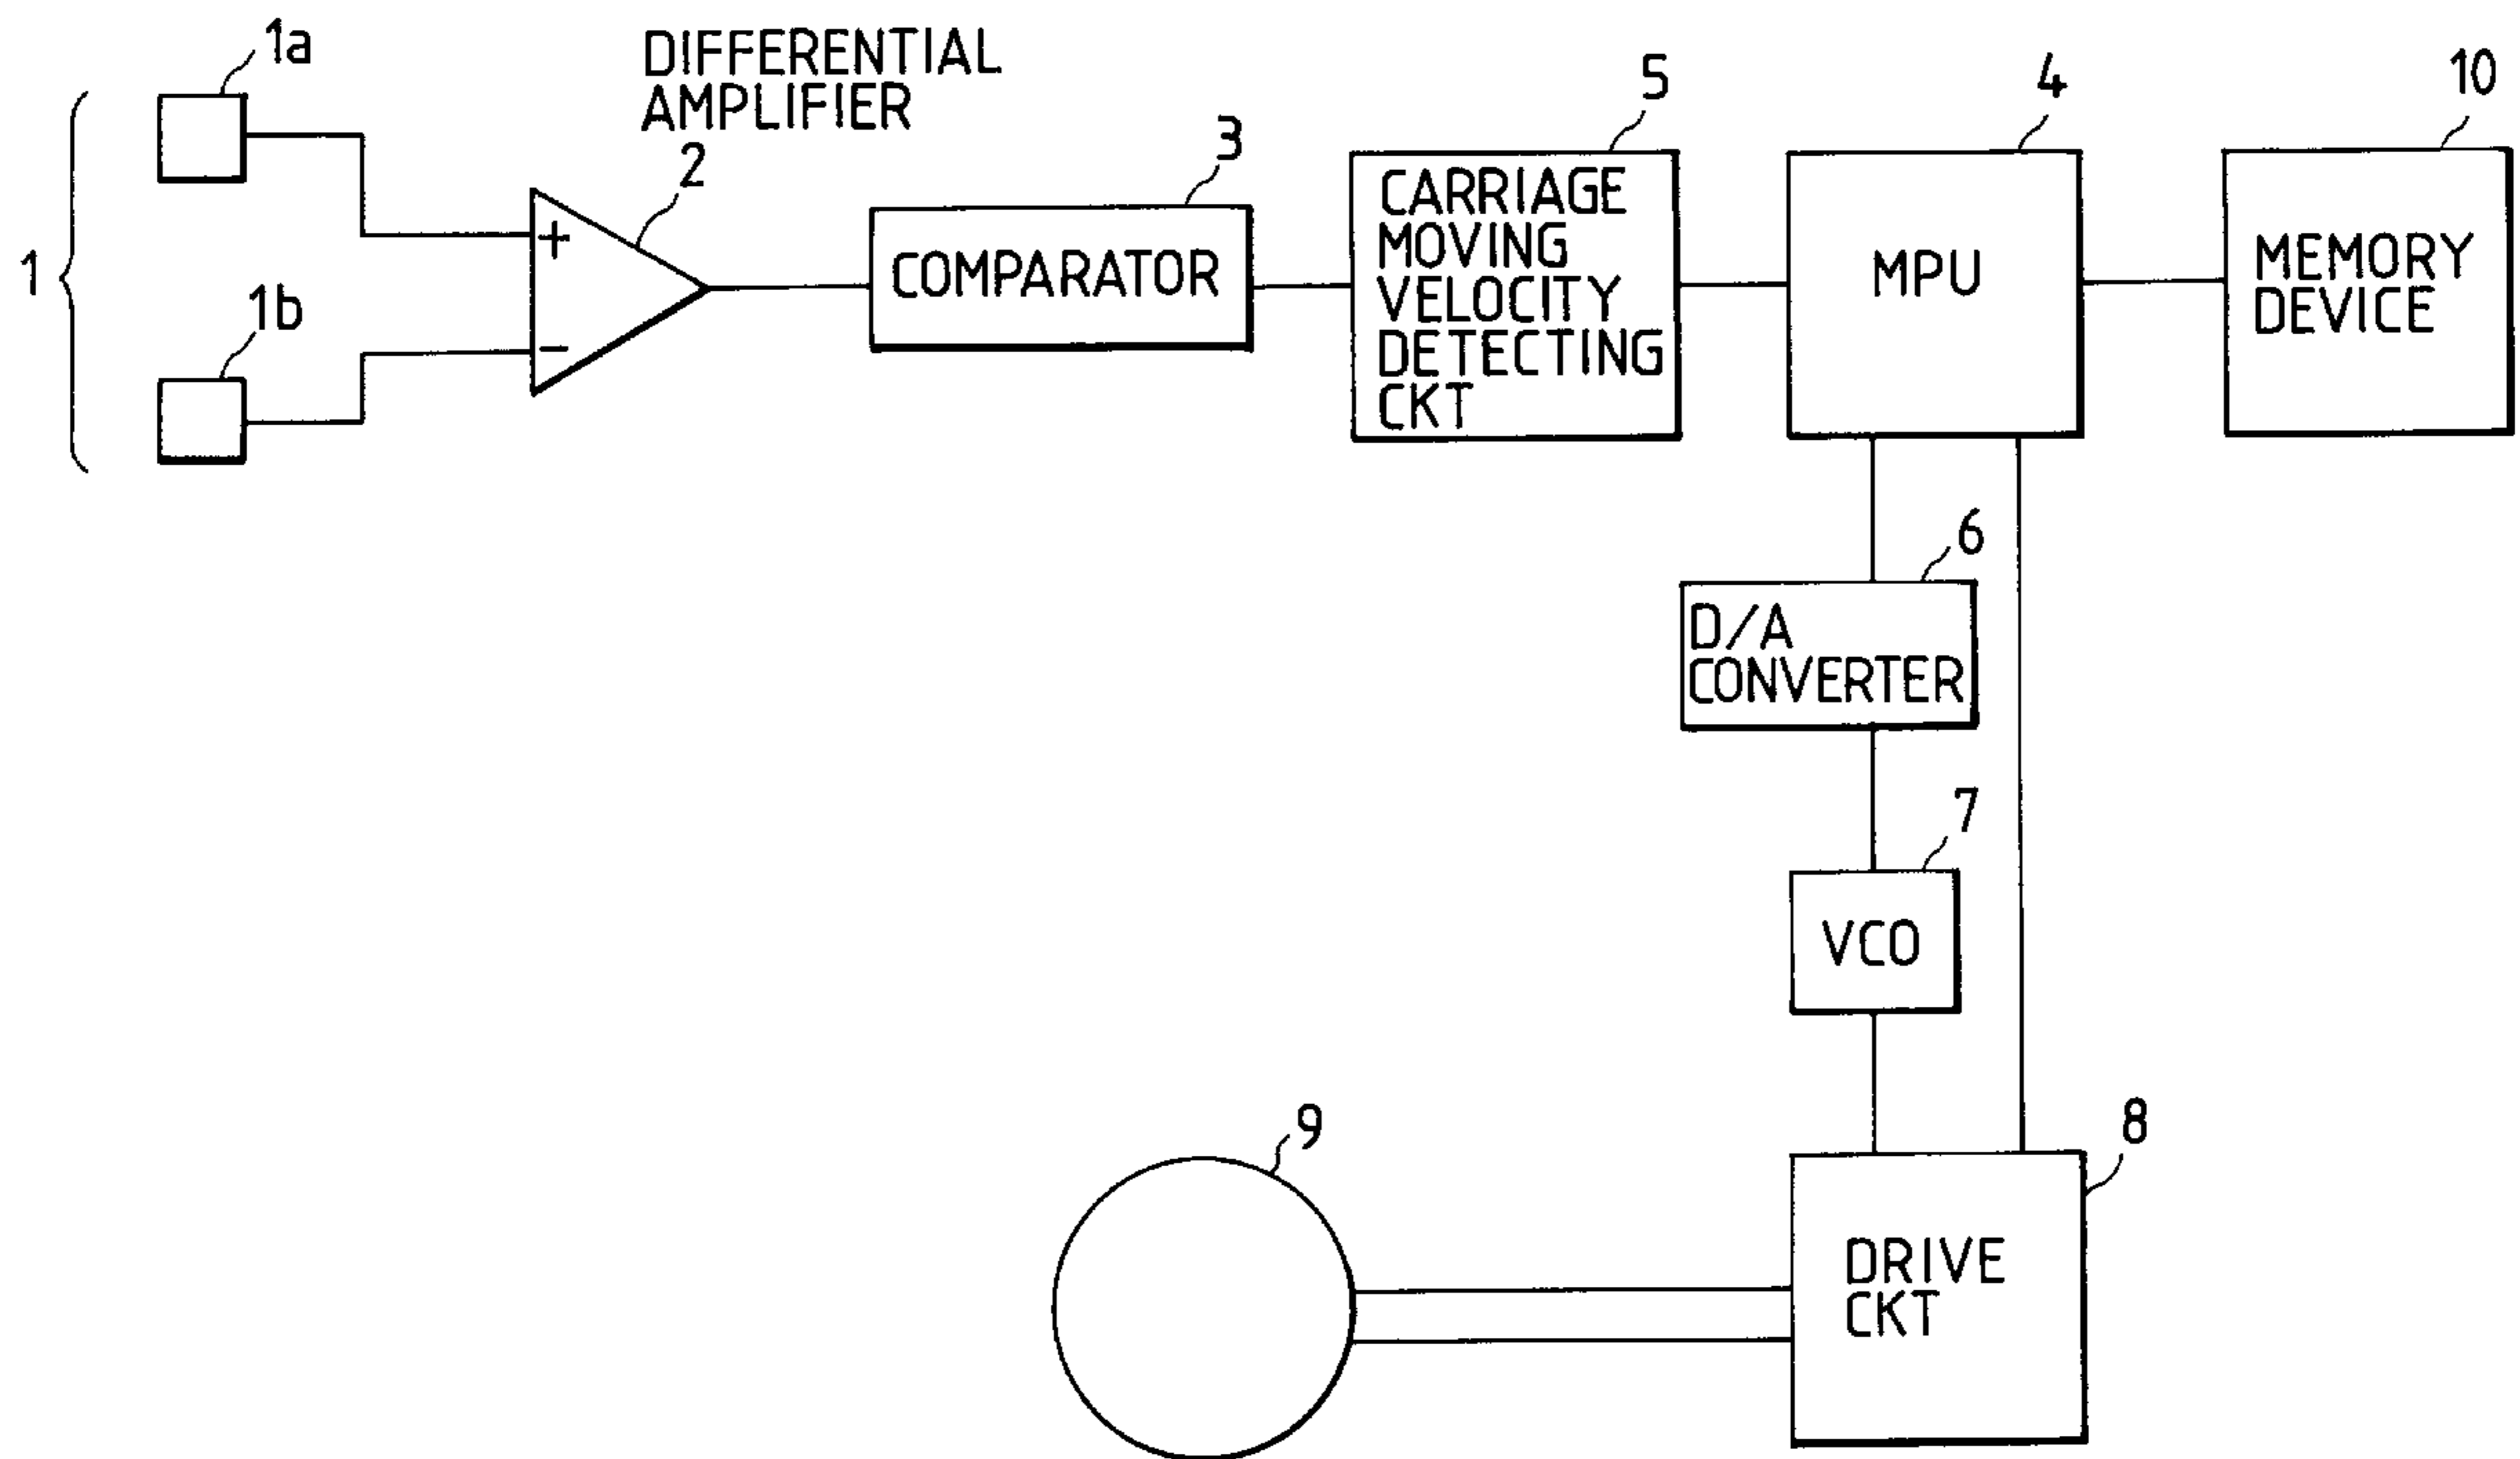 1a
DIFFERENTIAL
AMPLIFIER
2
3
5
4
10
1
1b
+
−
COMPARATOR
CARRIAGE
MOVING
VELOCITY
DETECTING
CKT
MPU
MEMORY
DEVICE
6
D/A
CONVERTER
7
VCO
9
8
DRIVE
CKT